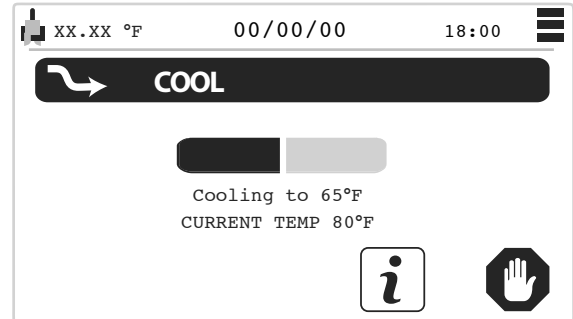 XX.XX °F 00/00/00 18:00
COOL
Cooling to 65°F
CURRENT TEMP 80°F
i